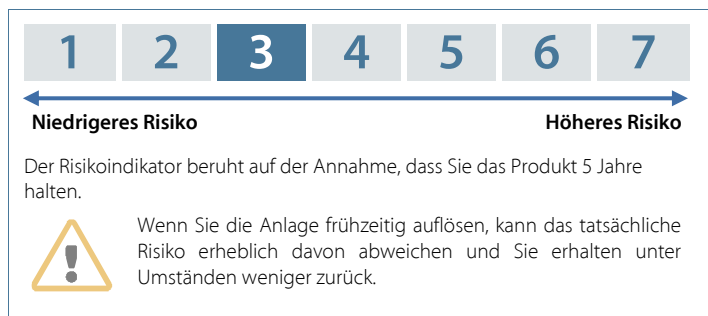 1 2 3 4 5 6 7
Niedrigeres Risiko Höheres Risiko
Der Risikoindikator beruht auf der Annahme, dass Sie das Produkt 5 Jahre
halten.
Wenn Sie die Anlage frühzeitig auflösen, kann das tatsächliche
Risiko erheblich davon abweichen und Sie erhalten unter
Umständen weniger zurück.